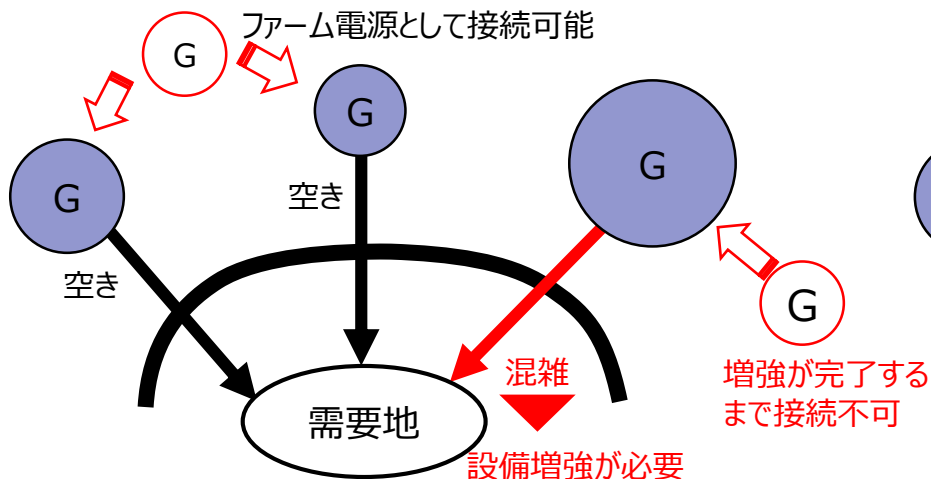 G
ファーム電源として接続可能
G
G
G
空き
空き
G
混雑
需要地
設備増強が必要
増強が完了する
まで接続不可